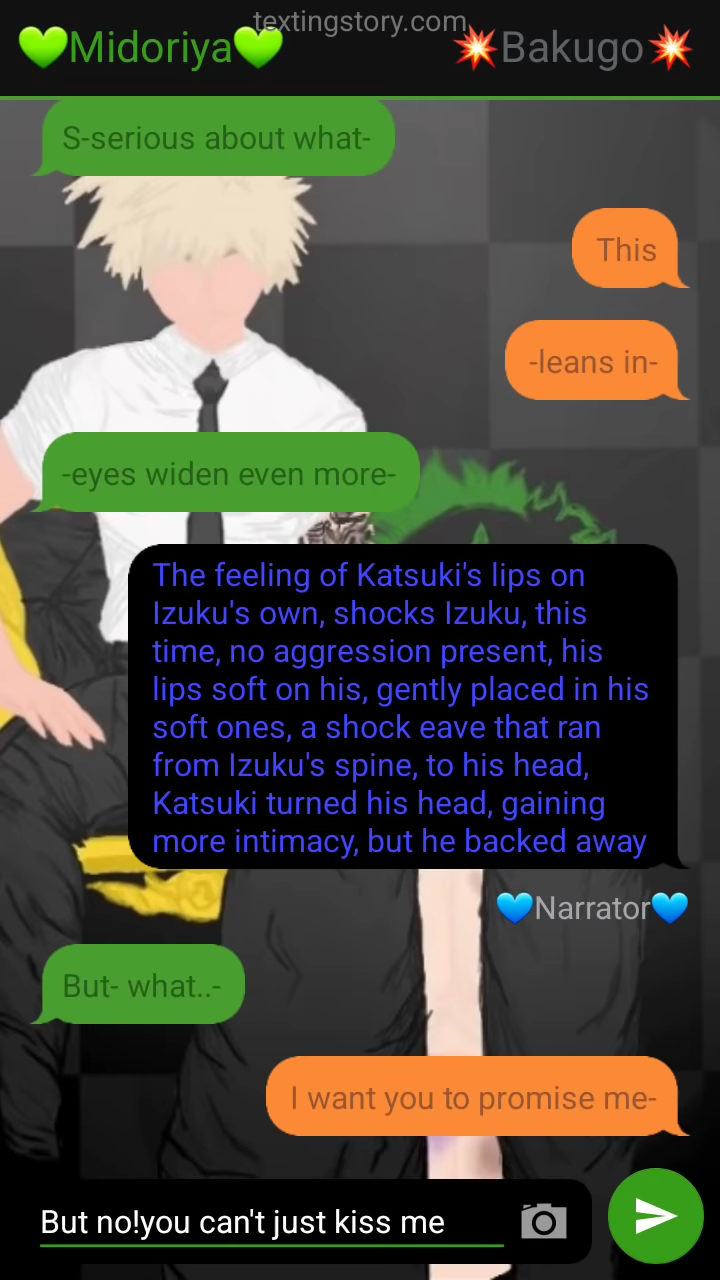 textingstory.com
💚Midoriya💚
💥Bakugo💥
S-serious about what-
This
-leans in-
-eyes widen even more-
The feeling of Katsuki's lips on
Izuku's own, shocks Izuku, this
time, no aggression present, his
lips soft on his, gently placed in his
soft ones, a shock eave that ran
from Izuku's spine, to his head,
Katsuki turned his head, gaining
more intimacy, but he backed away
💙Narrator💙
But- what..-
I want you to promise me-
But no!you can't just kiss me